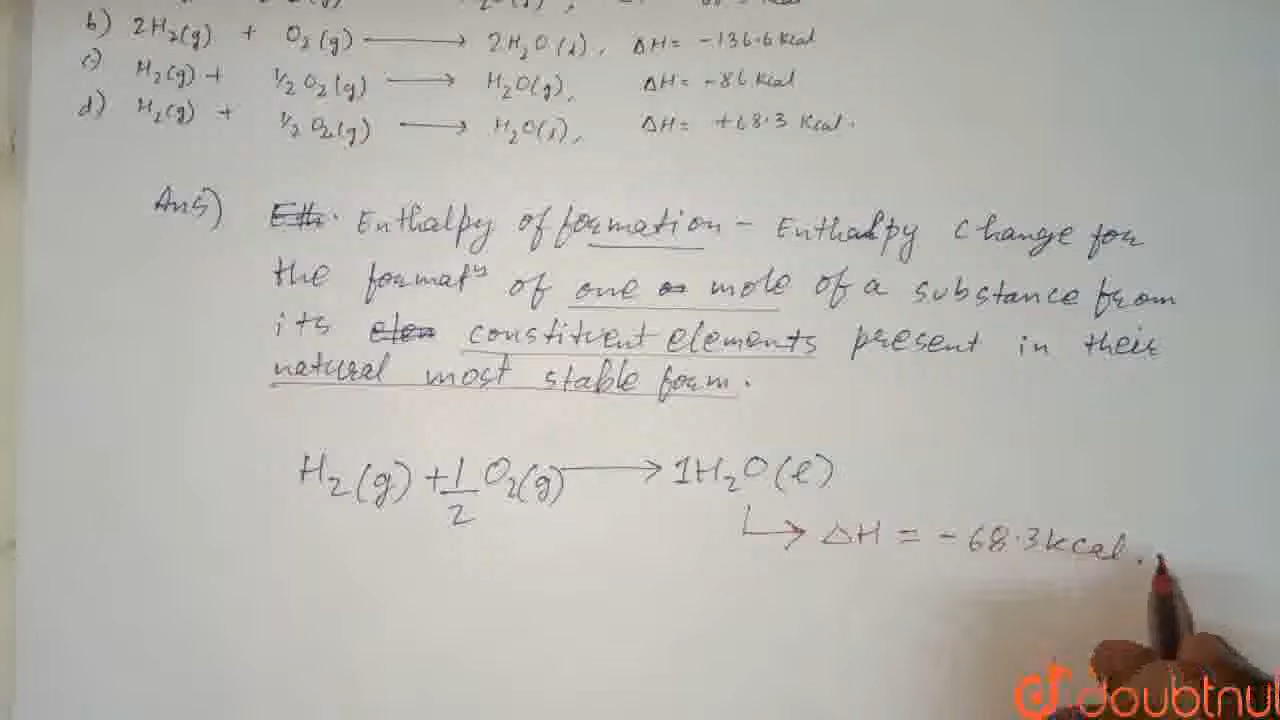 b) 2H₂(g) + O₂(g) ⟶ 2H₂O(l), ΔH = -136.6 Kcal
c) H₂(g) + ½ O₂(g) ⟶ H₂O(g), ΔH = -86 Kcal
d) H₂(g) + ½ O₂(g) ⟶ H₂O(l), ΔH = +68.3 Kcal.
Ans) Enthalpy of formation - Enthalpy change for
the formatⁿ of one mole of a substance from
its constituent elements present in their
natural most stable form.
H₂(g) + 1/2 O₂(g) ⟶ 1H₂O(l)
↳ ΔH = -68.3 kcal.
doubtnut